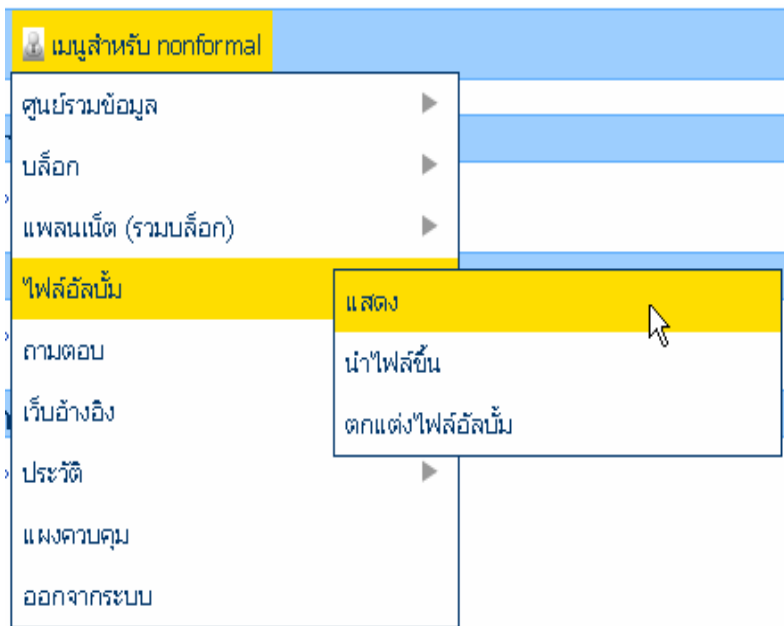 เมนูสำหรับ nonformal
ศูนย์รวมข้อมูล
บล็อก
แพลนเน็ต (รวมบล็อก)
ไฟล์อัลบั้ม
แสดง
นำไฟล์ขึ้น
ตกแต่งไฟล์อัลบั้ม
ถามตอบ
เว็บอ้างอิง
ประวัติ
แผงควบคุม
ออกจากระบบ